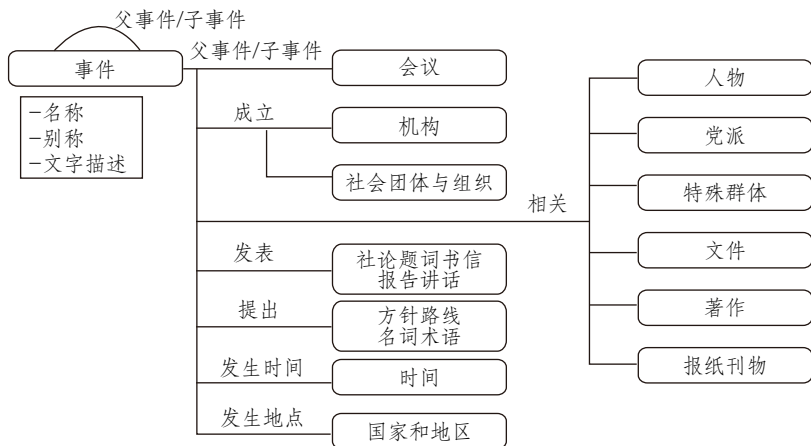 父事件/子事件
父事件/子事件
事件
会议
人物
-名称
-别称
-文字描述
成立
机构
党派
社会团体与组织
特殊群体
相关
发表
社论题词书信
报告讲话
文件
提出
方针路线
名词术语
著作
发生时间
时间
报纸刊物
发生地点
国家和地区